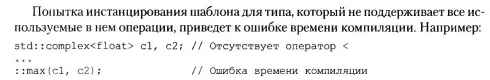 Попытка инстанцирования шаблона для типа, который не поддерживает все ис-
пользуемые в нем операции, приведет к ошибке времени компиляции. Например:
std::complex<float> c1, c2; // Отсутствует оператор <
...
::max(c1, c2);    // Ошибка времени компиляции